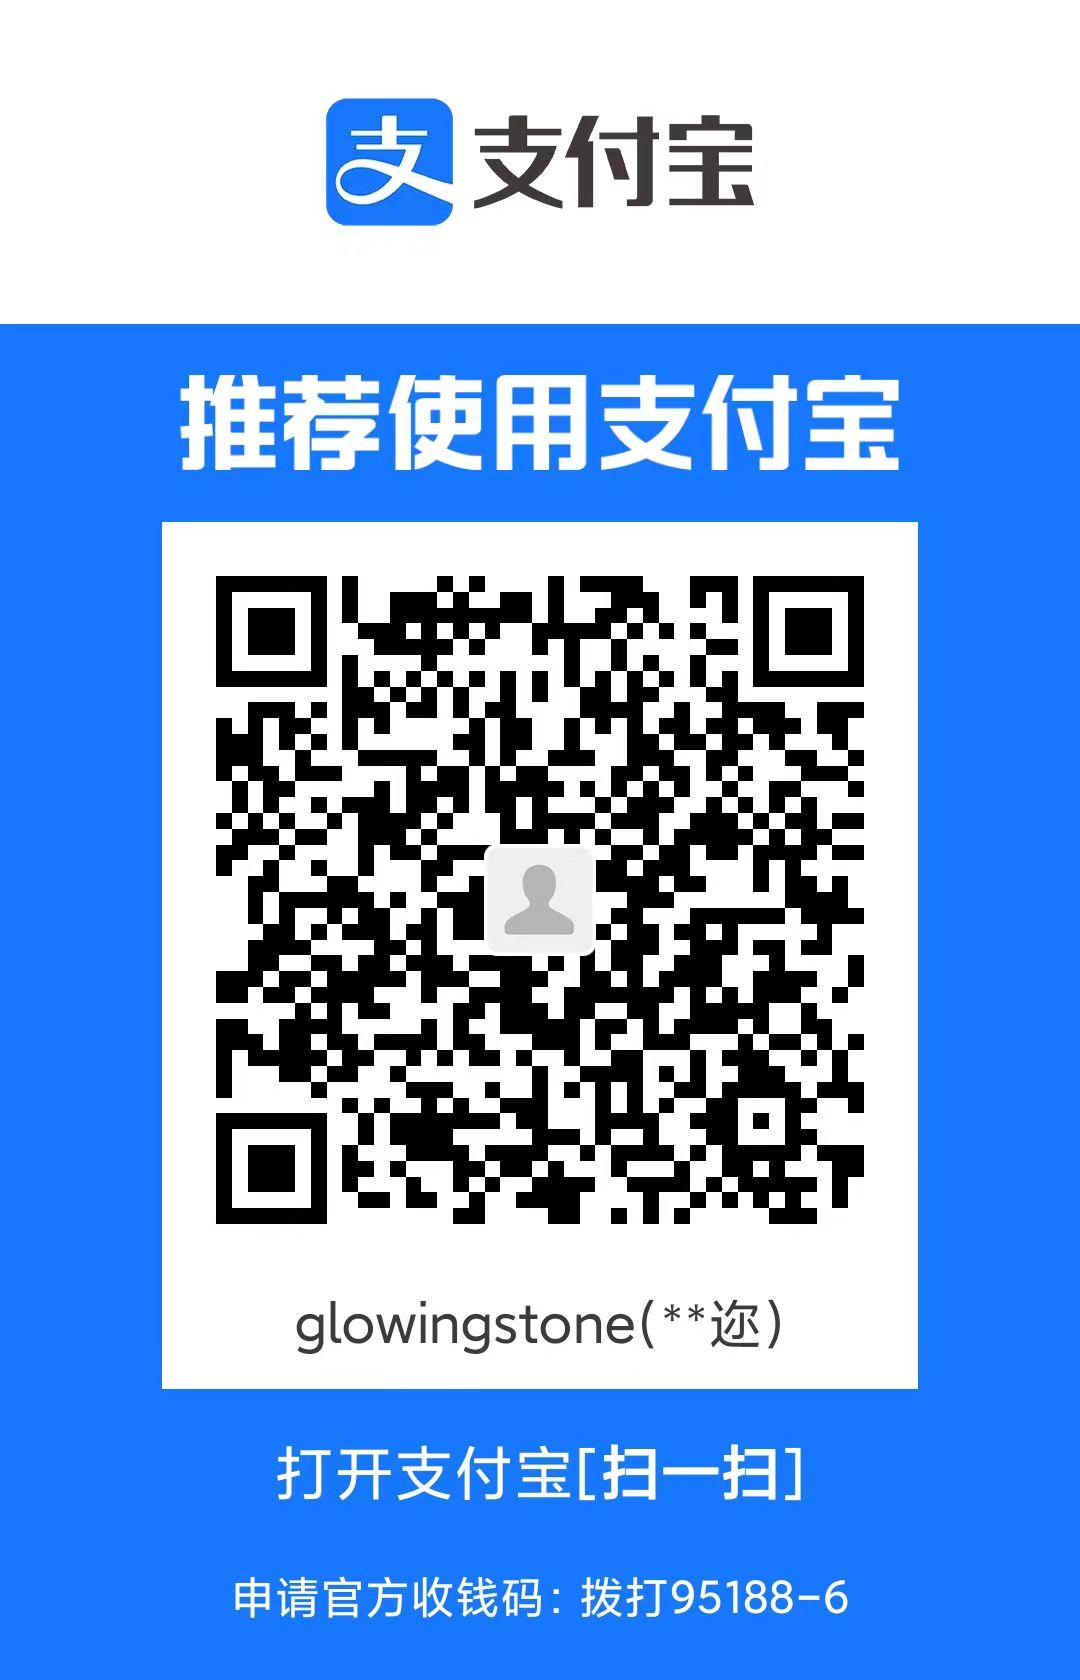 支 支付宝
推荐使用支付宝
glowingstone(**迩)
打开支付宝[扫一扫]
申请官方收钱码：拨打95188-6